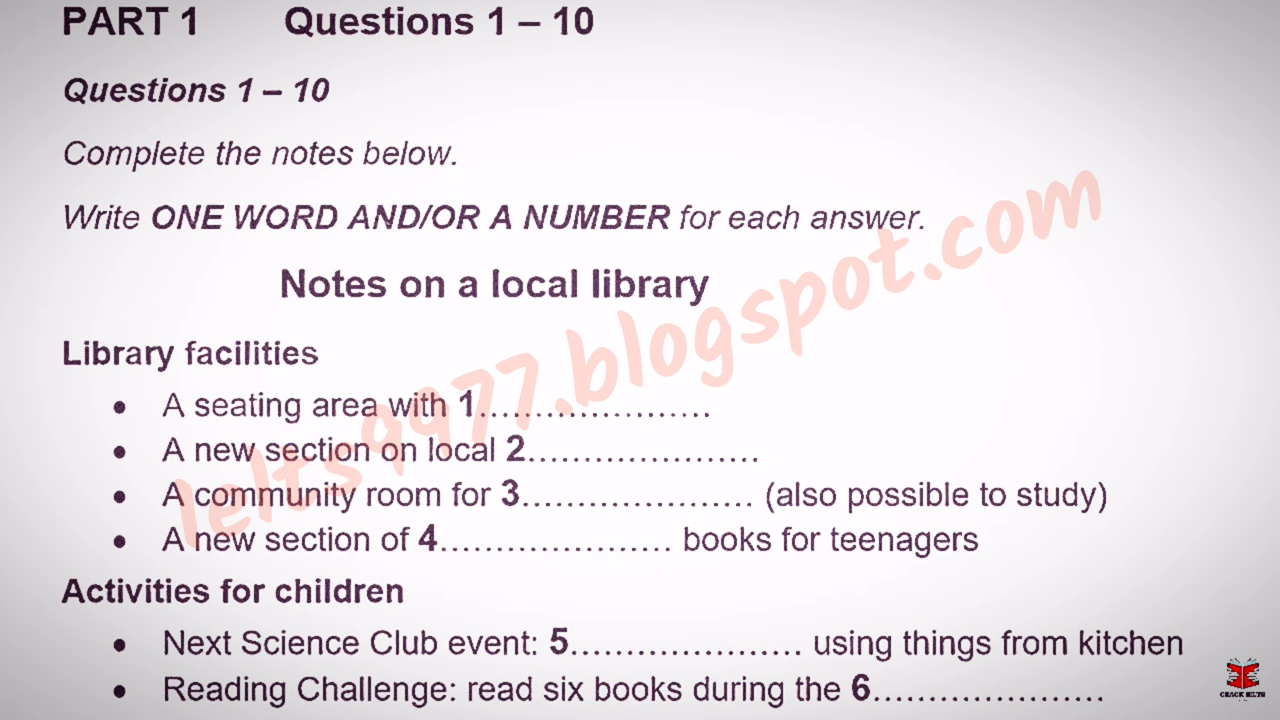 PART 1 Questions 1 – 10
Questions 1 – 10
Complete the notes below.
Write ONE WORD AND/OR A NUMBER for each answer.
Notes on a local library
Library facilities
• A seating area with 1.....................
• A new section on local 2.....................
• A community room for 3..................... (also possible to study)
• A new section of 4..................... books for teenagers
Activities for children
• Next Science Club event: 5..................... using things from kitchen
• Reading Challenge: read six books during the 6.....................
Ielts9977.blogspot.com
CRACK IELTS